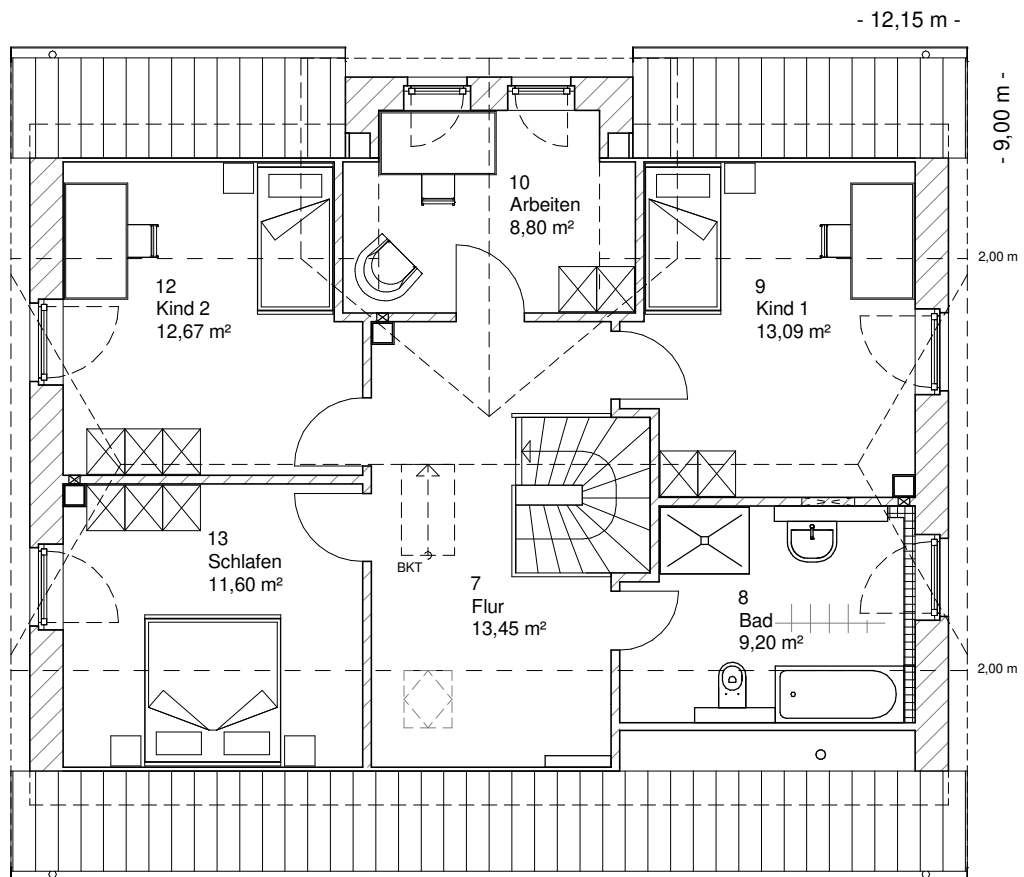 - 12,15 m -
- 9,00 m -
10
Arbeiten
8,80 m²
2,00 m
12
Kind 2
12,67 m²
9
Kind 1
13,09 m²
13
Schlafen
11,60 m²
BKT
7
Flur
13,45 m²
8
Bad
9,20 m²
2,00 m